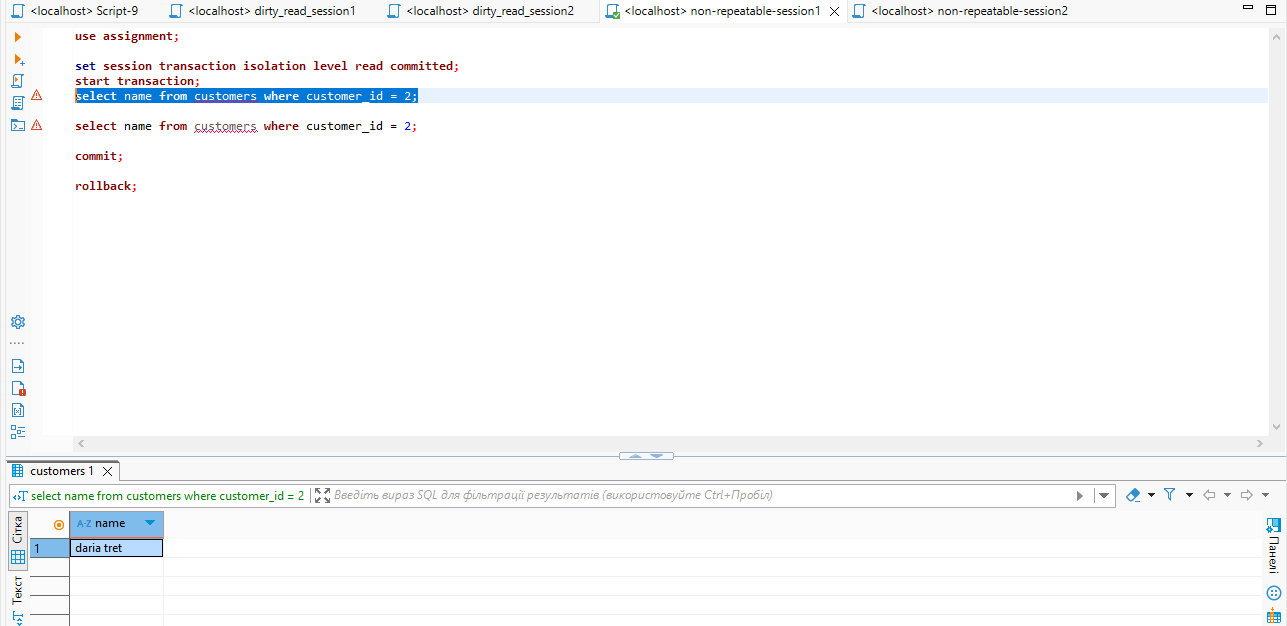 <localhost> Script-9
<localhost> dirty_read_session1
<localhost> dirty_read_session2
<localhost> non-repeatable-session1
<localhost> non-repeatable-session2
use assignment;
set session transaction isolation level read committed;
start transaction;
select name from customers where customer_id = 2;
select name from customers where customer_id = 2;
commit;
rollback;
customers 1
select name from customers where customer_id = 2
Введіть вираз SQL для фільтрації результатів (використовуйте Ctrl+Пробіл)
Сітка
A-Z name
1 daria tret
Текст
Панелі